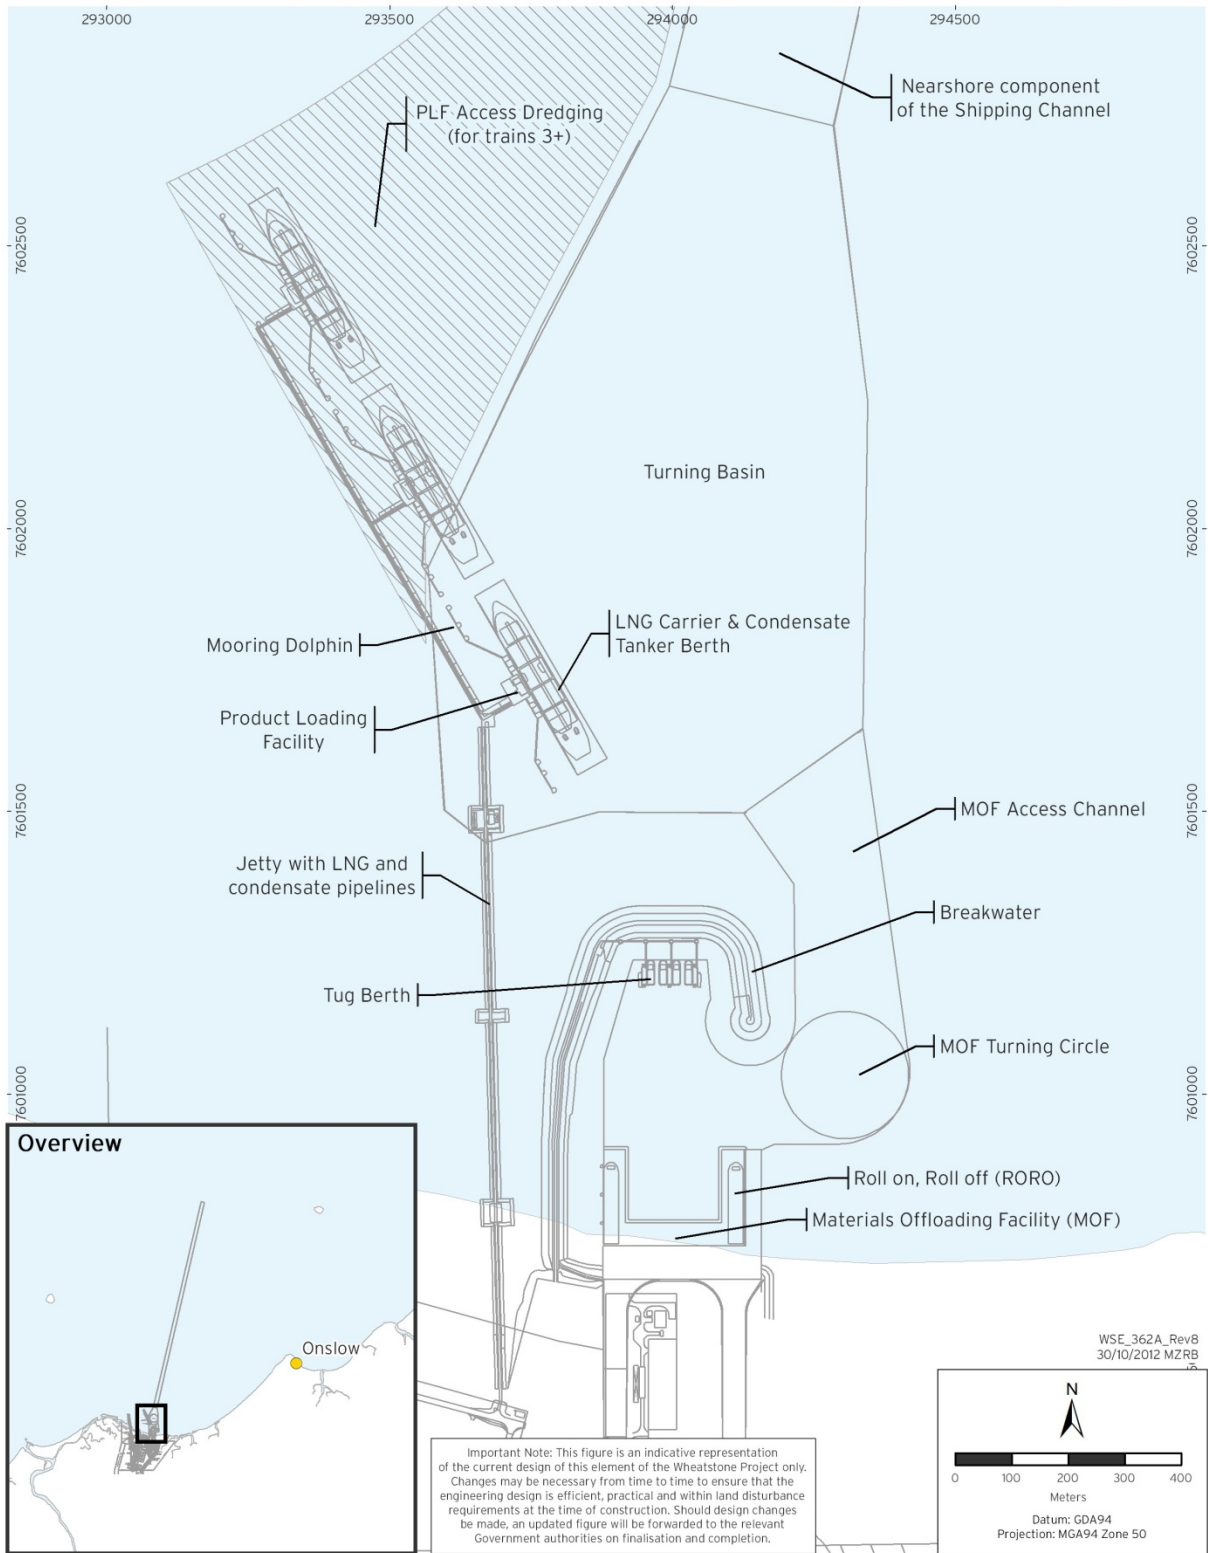 293000
293500
294000
294500
Nearshore component
of the Shipping Channel
PLF Access Dredging
(for trains 3+)
7602500
7602500
Turning Basin
7602000
7602000
Mooring Dolphin
LNG Carrier & Condensate
Tanker Berth
Product Loading
Facility
7601500
7601500
MOF Access Channel
Jetty with LNG and
condensate pipelines
Breakwater
Tug Berth
MOF Turning Circle
7601000
7601000
Overview
Onslow
Roll on, Roll off (RORO)
Materials Offloading Facility (MOF)
WSE_362A_Rev8
30/10/2012 MZRB
Important Note: This figure is an indicative representation
of the current design of this element of the Wheatstone Project only.
Changes may be necessary from time to time to ensure that the
engineering design is efficient, practical and within land disturbance
requirements at the time of construction. Should design changes
be made, an updated figure will be forwarded to the relevant
Government authorities on finalisation and completion.
N
0 100 200 300 400
Meters
Datum: GDA94
Projection: MGA94 Zone 50